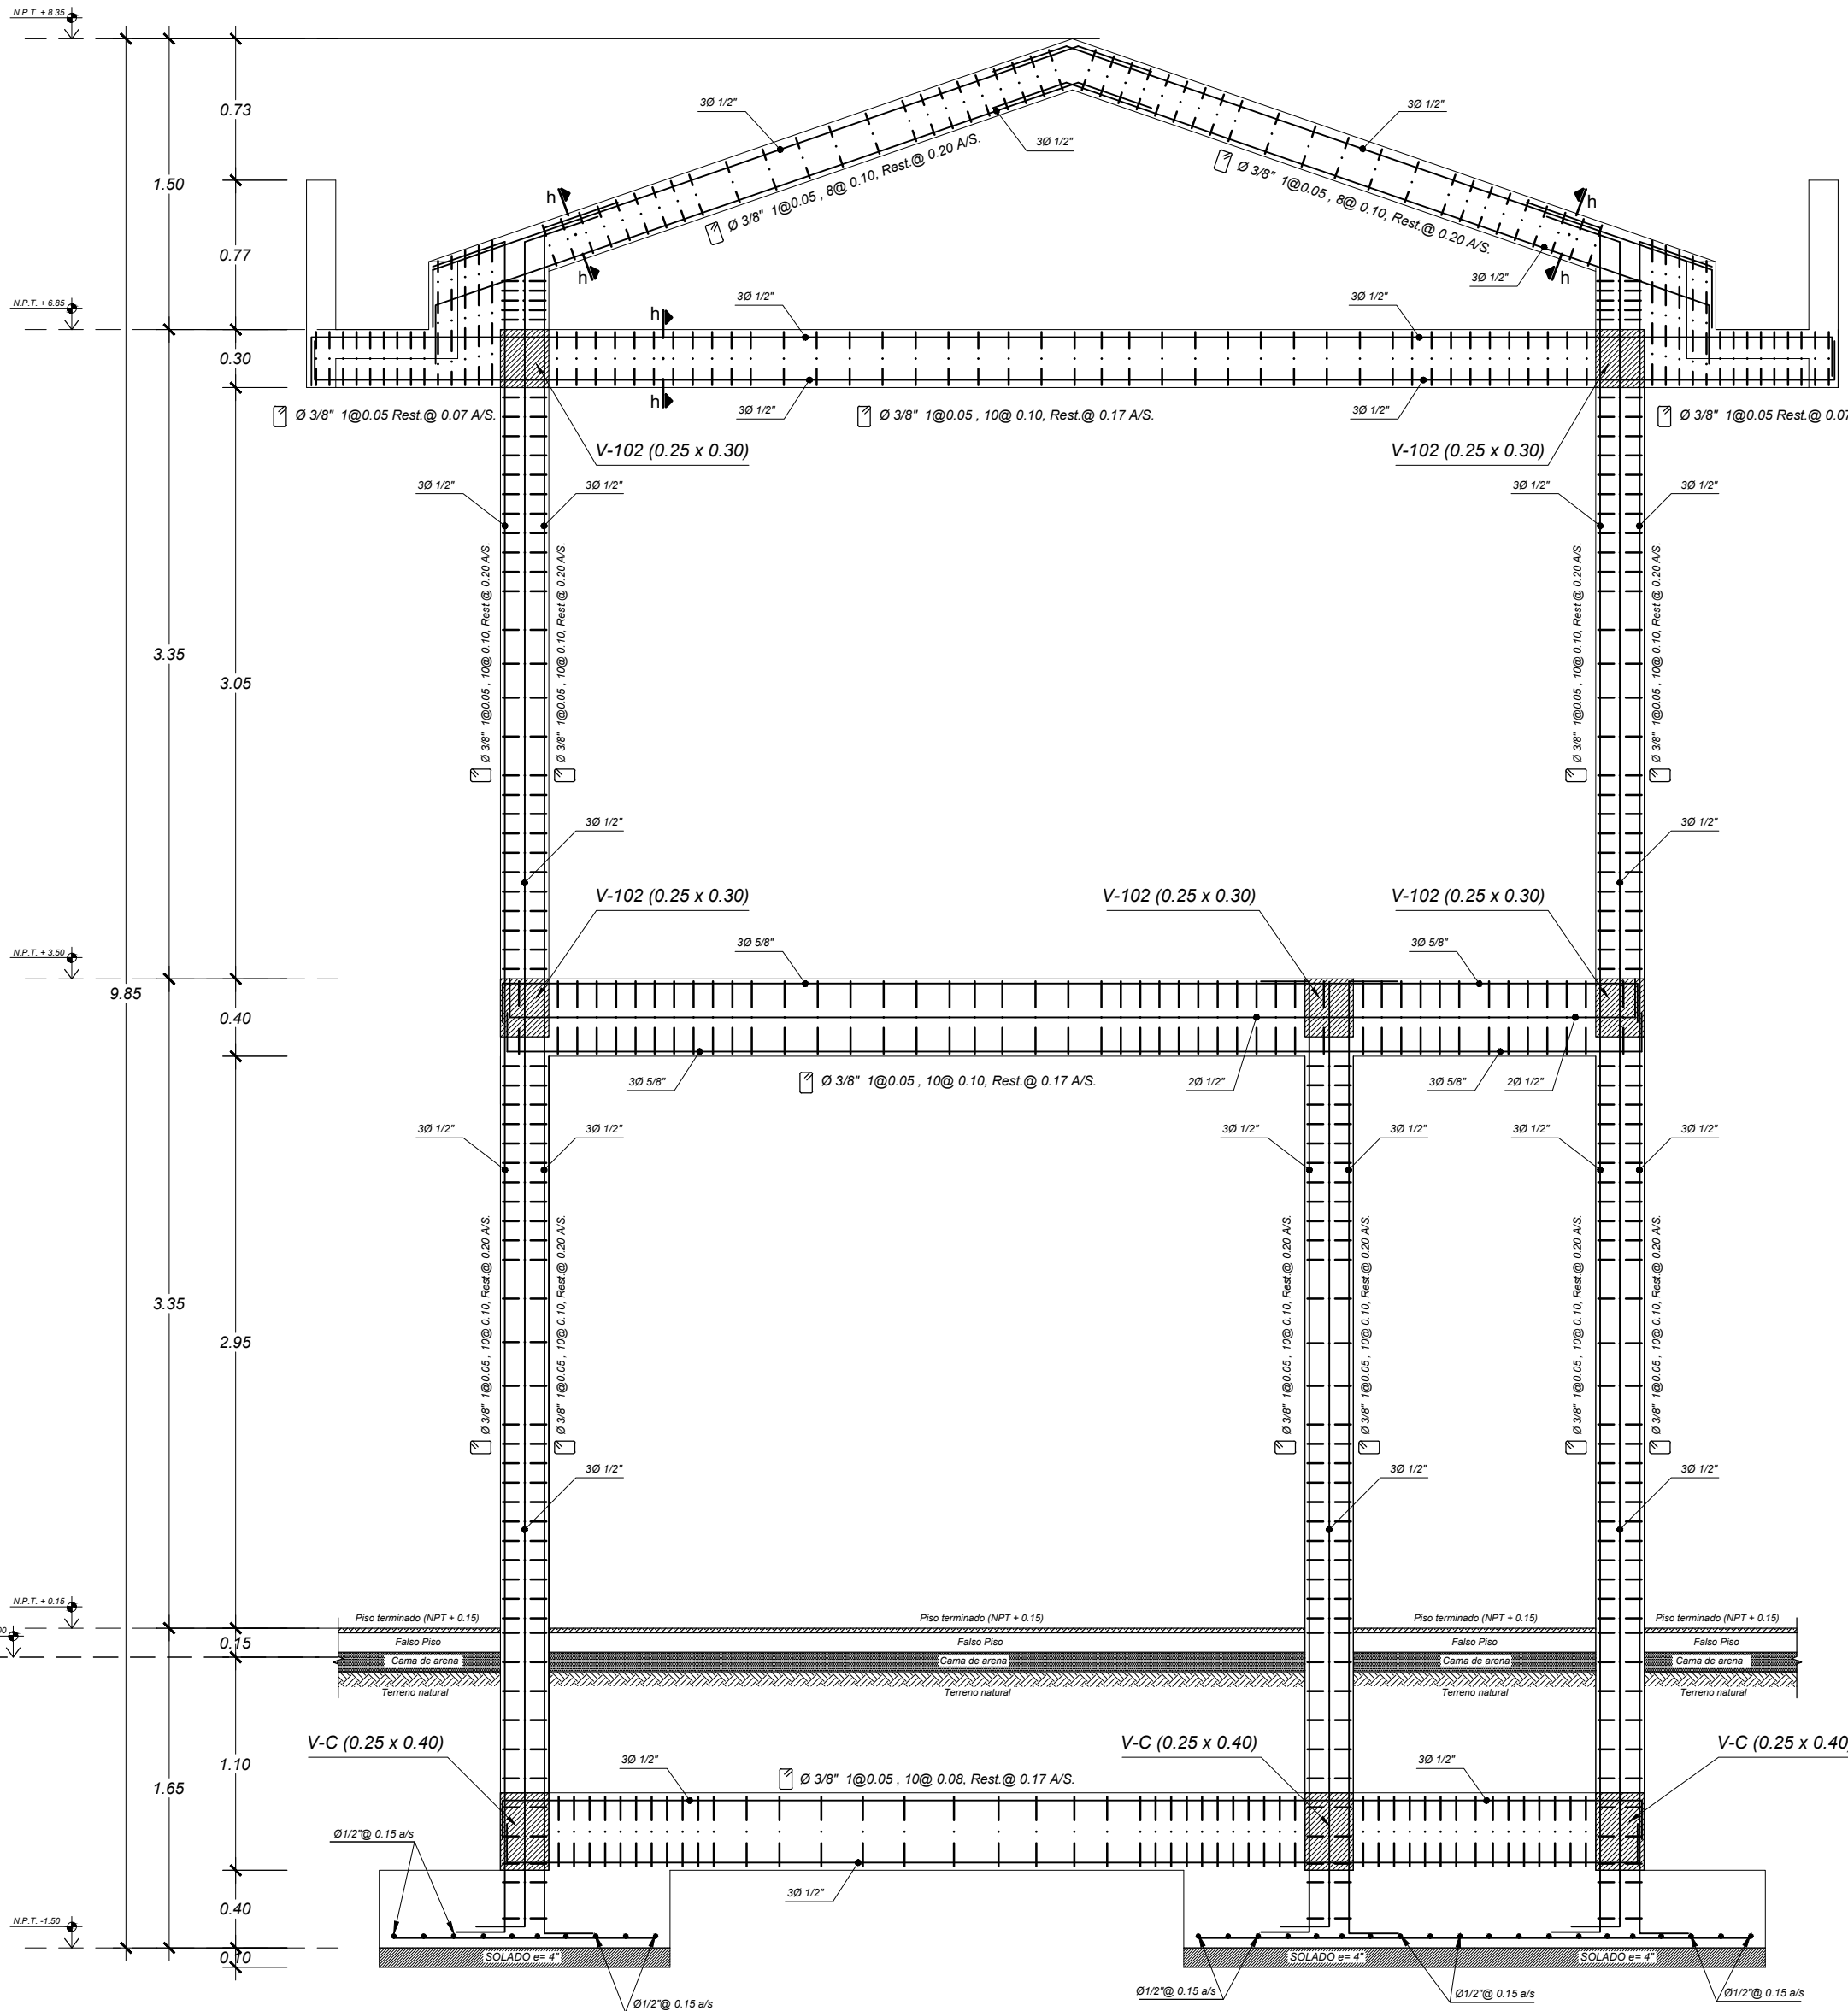 N.P.T. + 8.35
0.73
3Ø 1/2"
3Ø 1/2"
3Ø 1/2"
1.50
h
h
Ø 3/8" 1@0.05 , 8@ 0.10, Rest.@ 0.20 A/S.
Ø 3/8" 1@0.05 , 8@ 0.10, Rest.@ 0.20 A/S.
0.77
h
h
3Ø 1/2"
N.P.T. + 6.85
3Ø 1/2"
h
3Ø 1/2"
0.30
h
3Ø 1/2"
3Ø 1/2"
Ø 3/8" 1@0.05 Rest.@ 0.07 A/S.
Ø 3/8" 1@0.05 , 10@ 0.10, Rest.@ 0.17 A/S.
Ø 3/8" 1@0.05 Rest.@ 0.07
V-102 (0.25 x 0.30)
V-102 (0.25 x 0.30)
3Ø 1/2"
3Ø 1/2"
3Ø 1/2"
3Ø 1/2"
Ø 3/8" 1@0.05 , 10@ 0.10, Rest.@ 0.20 A/S.
Ø 3/8" 1@0.05 , 10@ 0.10, Rest.@ 0.20 A/S.
Ø 3/8" 1@0.05 , 10@ 0.10, Rest.@ 0.20 A/S.
Ø 3/8" 1@0.05 , 10@ 0.10, Rest.@ 0.20 A/S.
3.35
3.05
3Ø 1/2"
3Ø 1/2"
V-102 (0.25 x 0.30)
V-102 (0.25 x 0.30)
V-102 (0.25 x 0.30)
3Ø 5/8"
3Ø 5/8"
N.P.T. + 3.50
9.85
0.40
3Ø 5/8"
Ø 3/8" 1@0.05 , 10@ 0.10, Rest.@ 0.17 A/S.
2Ø 1/2"
3Ø 5/8"
2Ø 1/2"
3Ø 1/2"
3Ø 1/2"
3Ø 1/2"
3Ø 1/2"
3Ø 1/2"
3Ø 1/2"
Ø 3/8" 1@0.05 , 10@ 0.10, Rest.@ 0.20 A/S.
Ø 3/8" 1@0.05 , 10@ 0.10, Rest.@ 0.20 A/S.
Ø 3/8" 1@0.05 , 10@ 0.10, Rest.@ 0.20 A/S.
Ø 3/8" 1@0.05 , 10@ 0.10, Rest.@ 0.20 A/S.
Ø 3/8" 1@0.05 , 10@ 0.10, Rest.@ 0.20 A/S.
Ø 3/8" 1@0.05 , 10@ 0.10, Rest.@ 0.20 A/S.
3.35
2.95
3Ø 1/2"
3Ø 1/2"
3Ø 1/2"
N.P.T. + 0.15
Piso terminado (NPT + 0.15)
Piso terminado (NPT + 0.15)
Piso terminado (NPT + 0.15)
Piso terminado (NPT + 0.15)
0.15
Falso Piso
Falso Piso
Falso Piso
Falso Piso
Cama de arena
Cama de arena
Cama de arena
Cama de arena
Terreno natural
Terreno natural
Terreno natural
Terreno natural
V-C (0.25 x 0.40)
V-C (0.25 x 0.40)
V-C (0.25 x 0.40)
1.10
1.65
3Ø 1/2"
Ø 3/8" 1@0.05 , 10@ 0.08, Rest.@ 0.17 A/S.
3Ø 1/2"
Ø1/2"@ 0.15 a/s
3Ø 1/2"
0.40
N.P.T. -1.50
0.10
SOLADO e= 4"
SOLADO e= 4"
SOLADO e= 4"
Ø1/2"@ 0.15 a/s
Ø1/2"@ 0.15 a/s
Ø1/2"@ 0.15 a/s
Ø1/2"@ 0.15 a/s